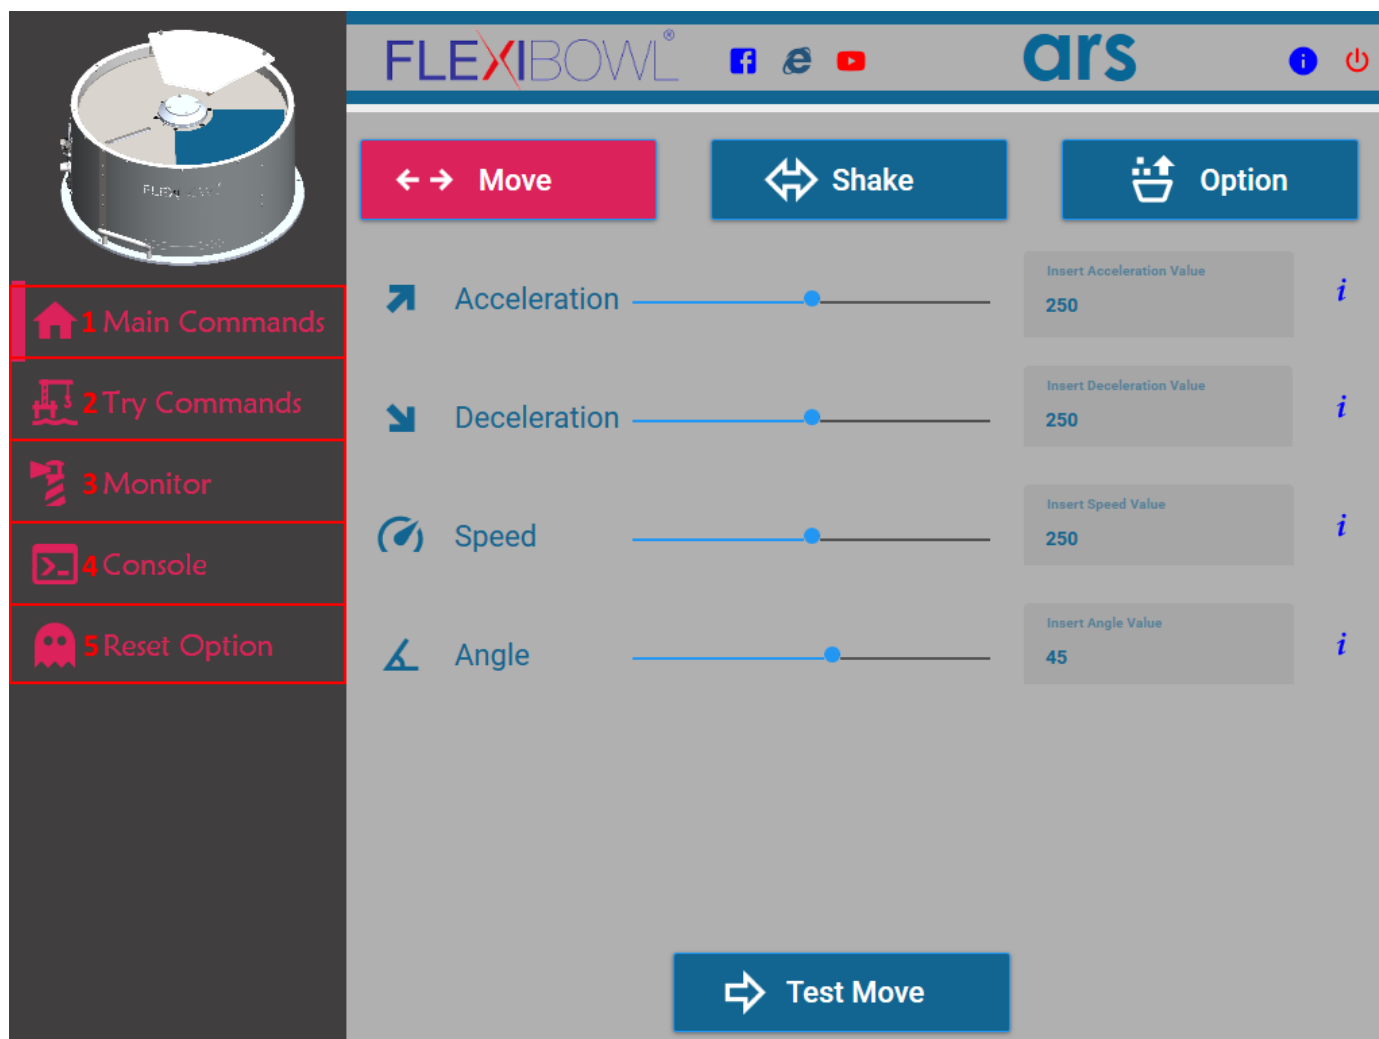 FLEXIBOWL®
ars
Move
Shake
Option
1 Main Commands
2 Try Commands
3 Monitor
4 Console
5 Reset Option
Acceleration
Insert Acceleration Value
250
i
Deceleration
Insert Deceleration Value
250
i
Speed
Insert Speed Value
250
i
Angle
Insert Angle Value
45
i
Test Move